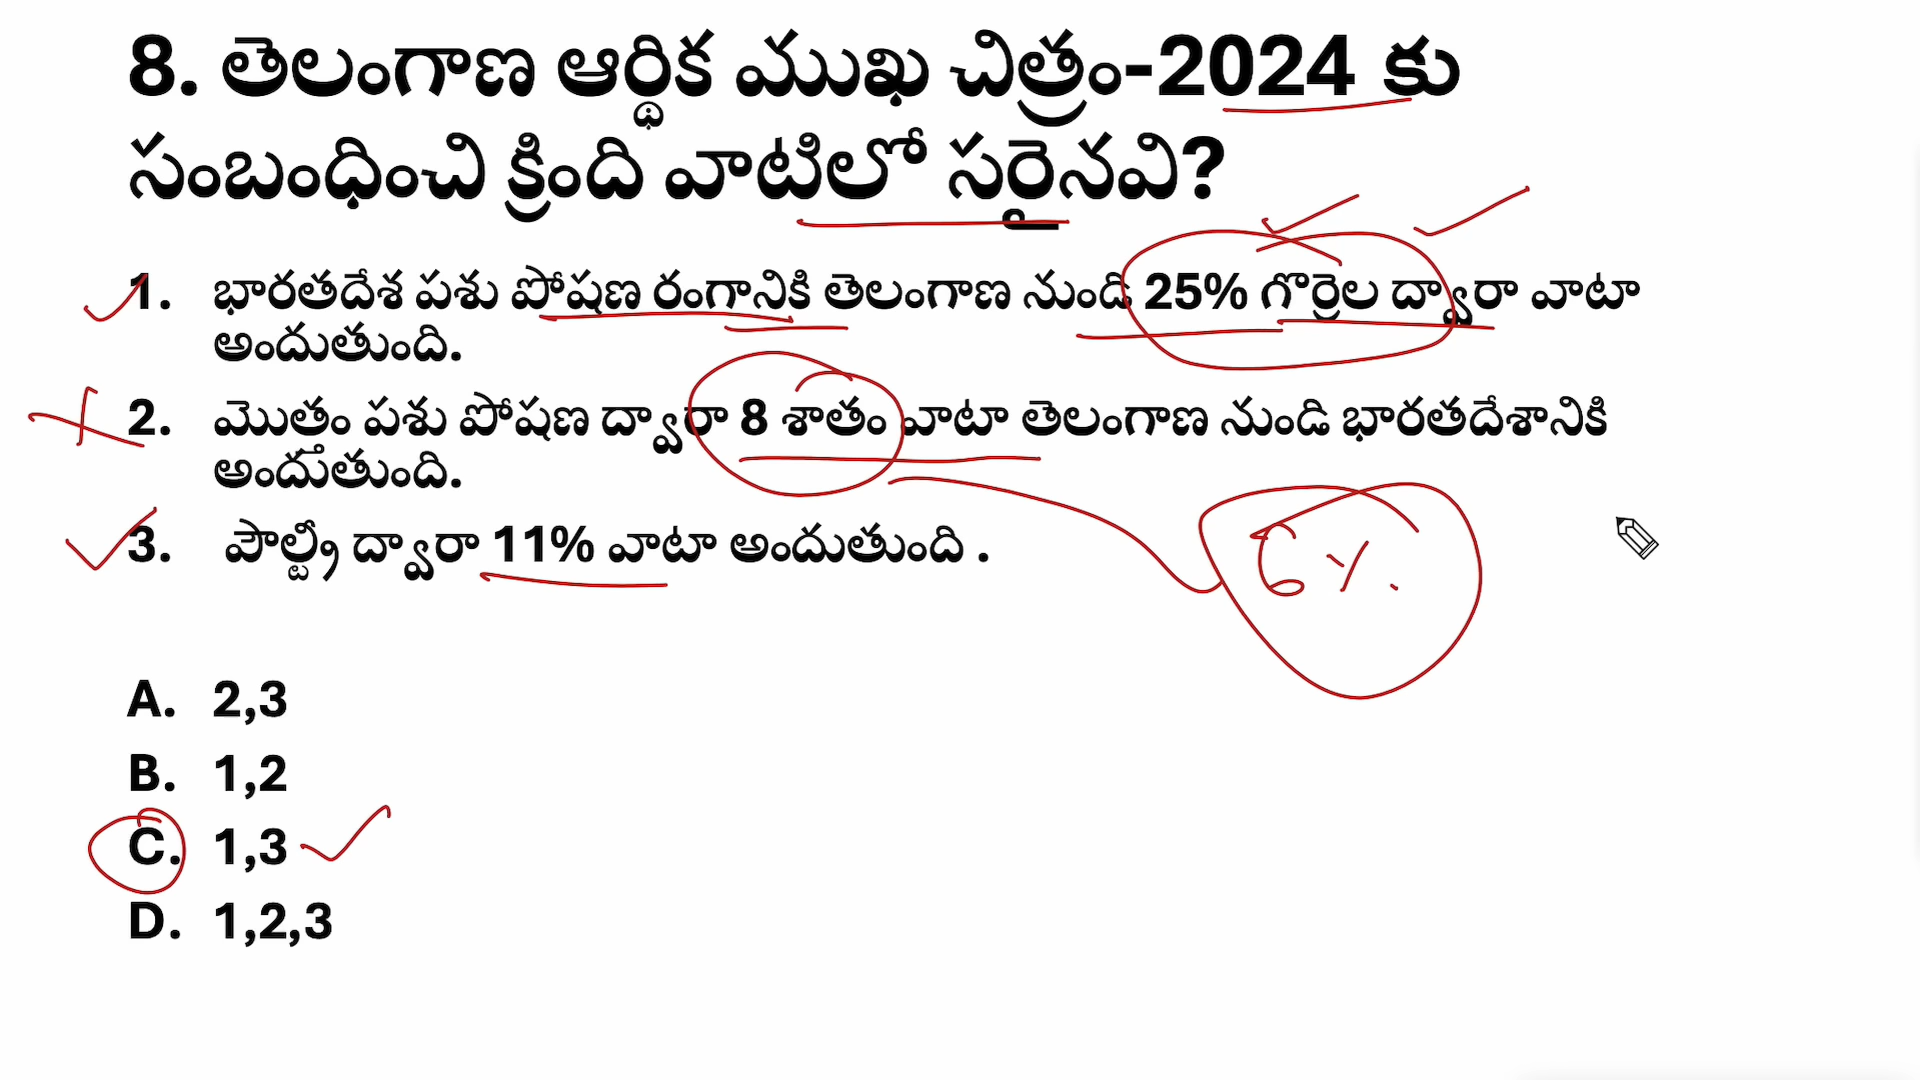 8. తెలంగాణ ఆర్థిక ముఖ చిత్రం-2024 కు
సంబంధించి క్రింది వాటిలో సరైనవి?
1. భారతదేశ పశు పోషణ రంగానికి తెలంగాణ నుండి 25% గొర్రెల ద్వారా వాటా
అందుతుంది.
2. మొత్తం పశు పోషణ ద్వారా 8 శాతం వాటా తెలంగాణ నుండి భారతదేశానికి
అందుతుంది.
3. పౌల్ట్రీ ద్వారా 11% వాటా అందుతుంది .
6%
A. 2,3
B. 1,2
C. 1,3
D. 1,2,3